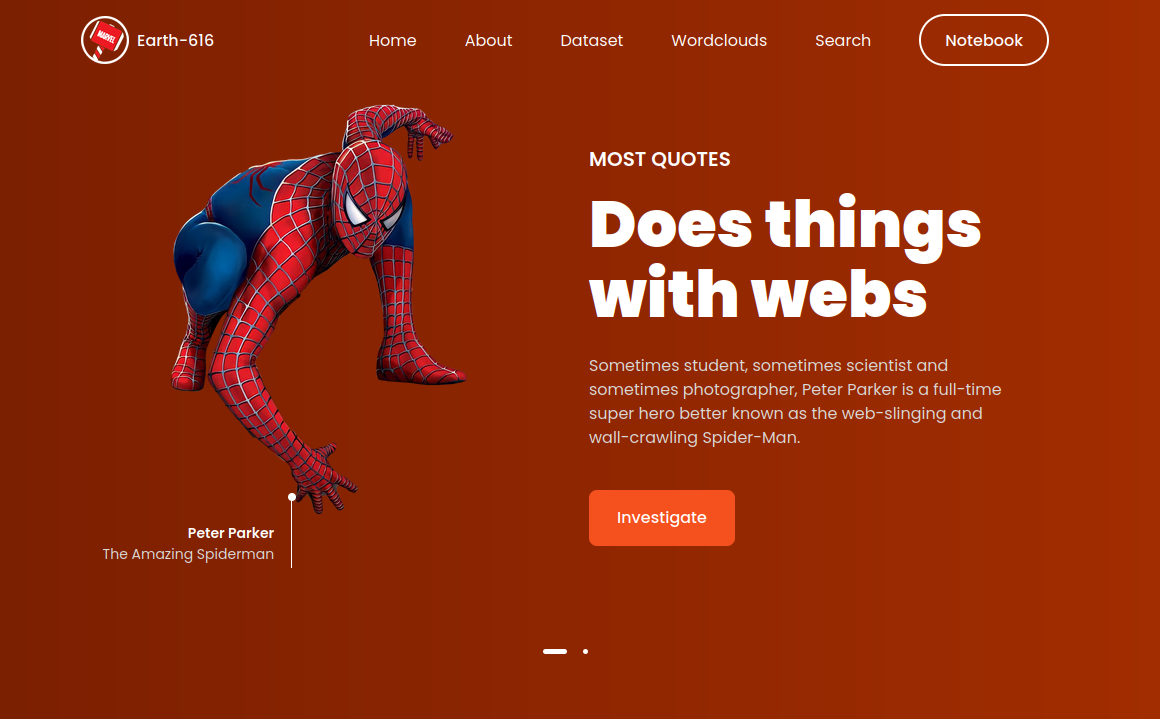 MARVEL
Earth-616
Home
About
Dataset
Wordclouds
Search
Notebook
MOST QUOTES
Does things
with webs
Sometimes student, sometimes scientist and
sometimes photographer, Peter Parker is a full-time
super hero better known as the web-slinging and
wall-crawling Spider-Man.
Investigate
Peter Parker
The Amazing Spiderman